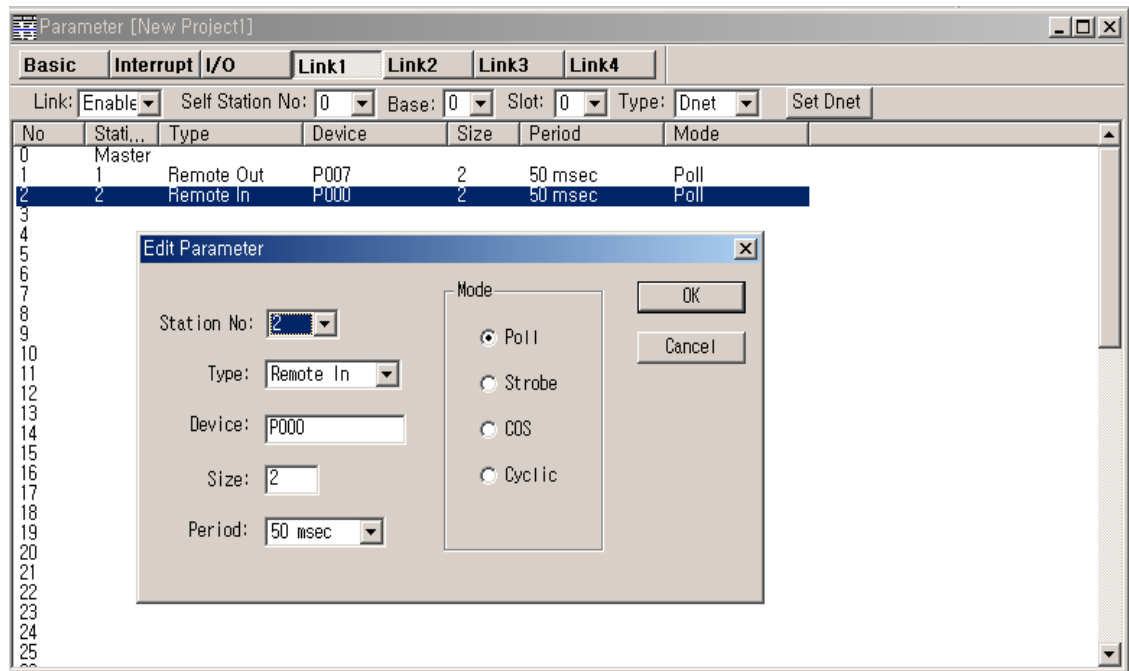 Parameter [New Project1]
Basic Interrupt I/O Link1 Link2 Link3 Link4
Link: Enable Self Station No: 0 Base: 0 Slot: 0 Type: Dnet Set Dnet
No Stati... Type Device Size Period Mode
0 Master
1 1 Remote Out P007 2 50 msec Poll
2 2 Remote In P000 2 50 msec Poll
3
4
5
6
7
8
9
10
11
12
13
14
15
16
17
18
19
20
21
22
23
24
25
Edit Parameter
Station No: 2
Type: Remote In
Device: P000
Size: 2
Period: 50 msec
Mode
Poll
Strobe
COS
Cyclic
OK
Cancel